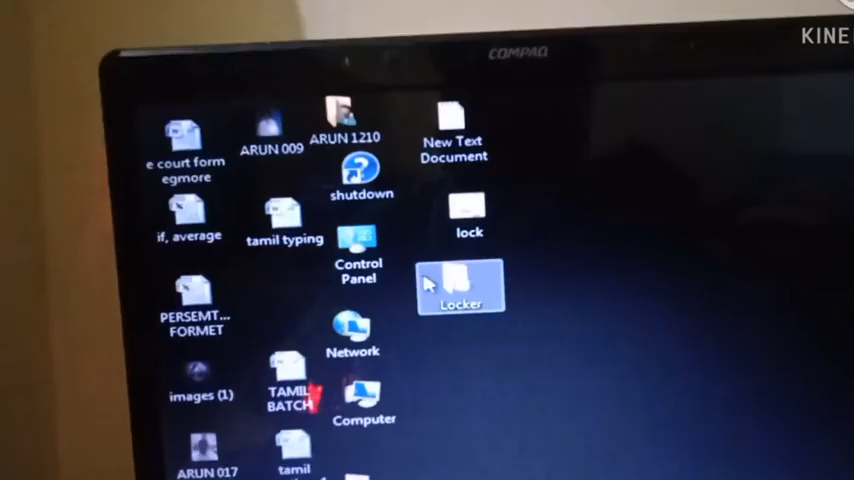 COMPAQ
KINE
e court form
egmore
ARUN 009
ARUN 1210
New Text
Document
shutdown
if, average
tamil typing
Control
Panel
lock
Locker
PERSEMT...
FORMET
Network
images (1)
TAMIL
BATCH
Computer
ARUN 017
tamil